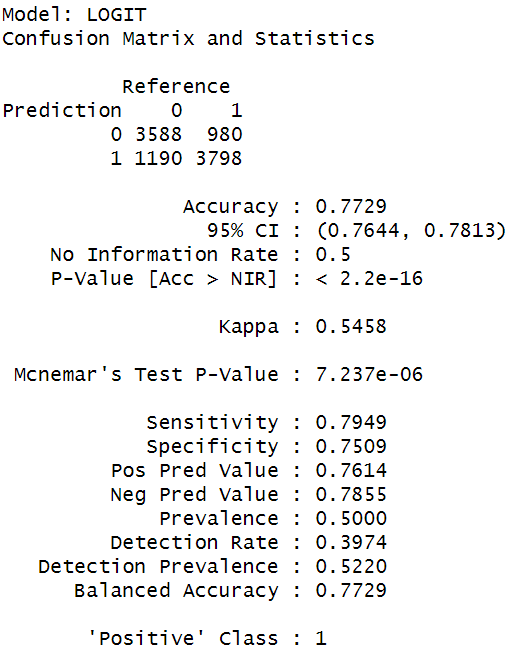 Model: LOGIT
Confusion Matrix and Statistics
Reference
Prediction 0 1
0 3588 980
1 1190 3798
Accuracy : 0.7729
95% CI : (0.7644, 0.7813)
No Information Rate : 0.5
P-Value [Acc > NIR] : < 2.2e-16
Kappa : 0.5458
Mcnemar's Test P-Value : 7.237e-06
Sensitivity : 0.7949
Specificity : 0.7509
Pos Pred Value : 0.7614
Neg Pred Value : 0.7855
Prevalence : 0.5000
Detection Rate : 0.3974
Detection Prevalence : 0.5220
Balanced Accuracy : 0.7729
'Positive' Class : 1